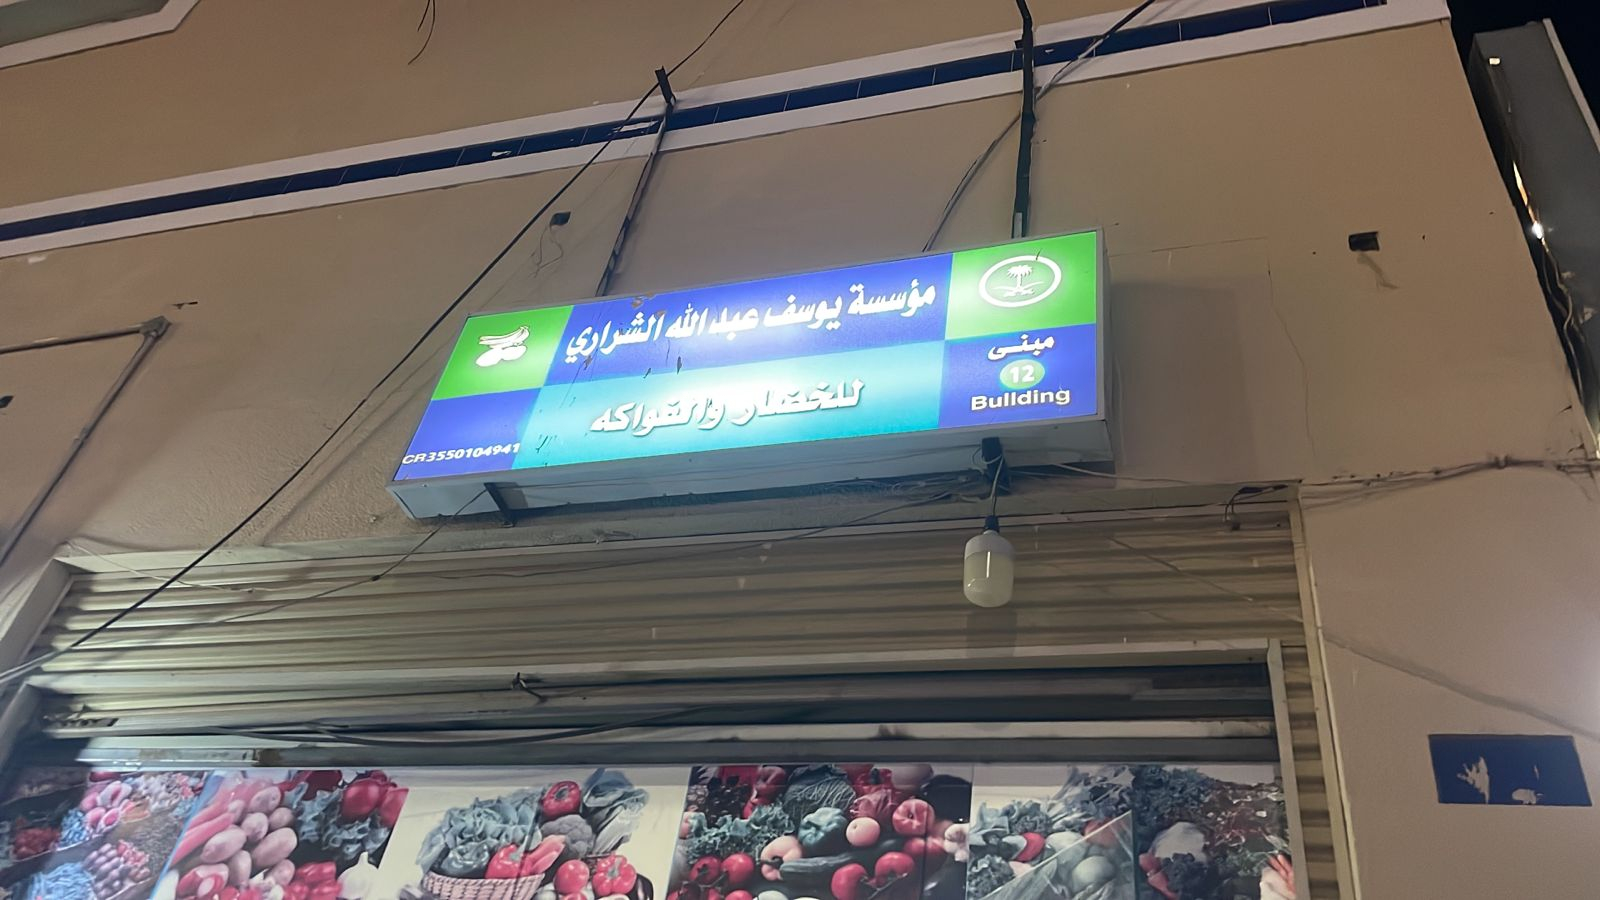 مؤسسة يوسف عبدالله الشراري
للخضار والفواكه
مبنى
12
Building
CR3550104941